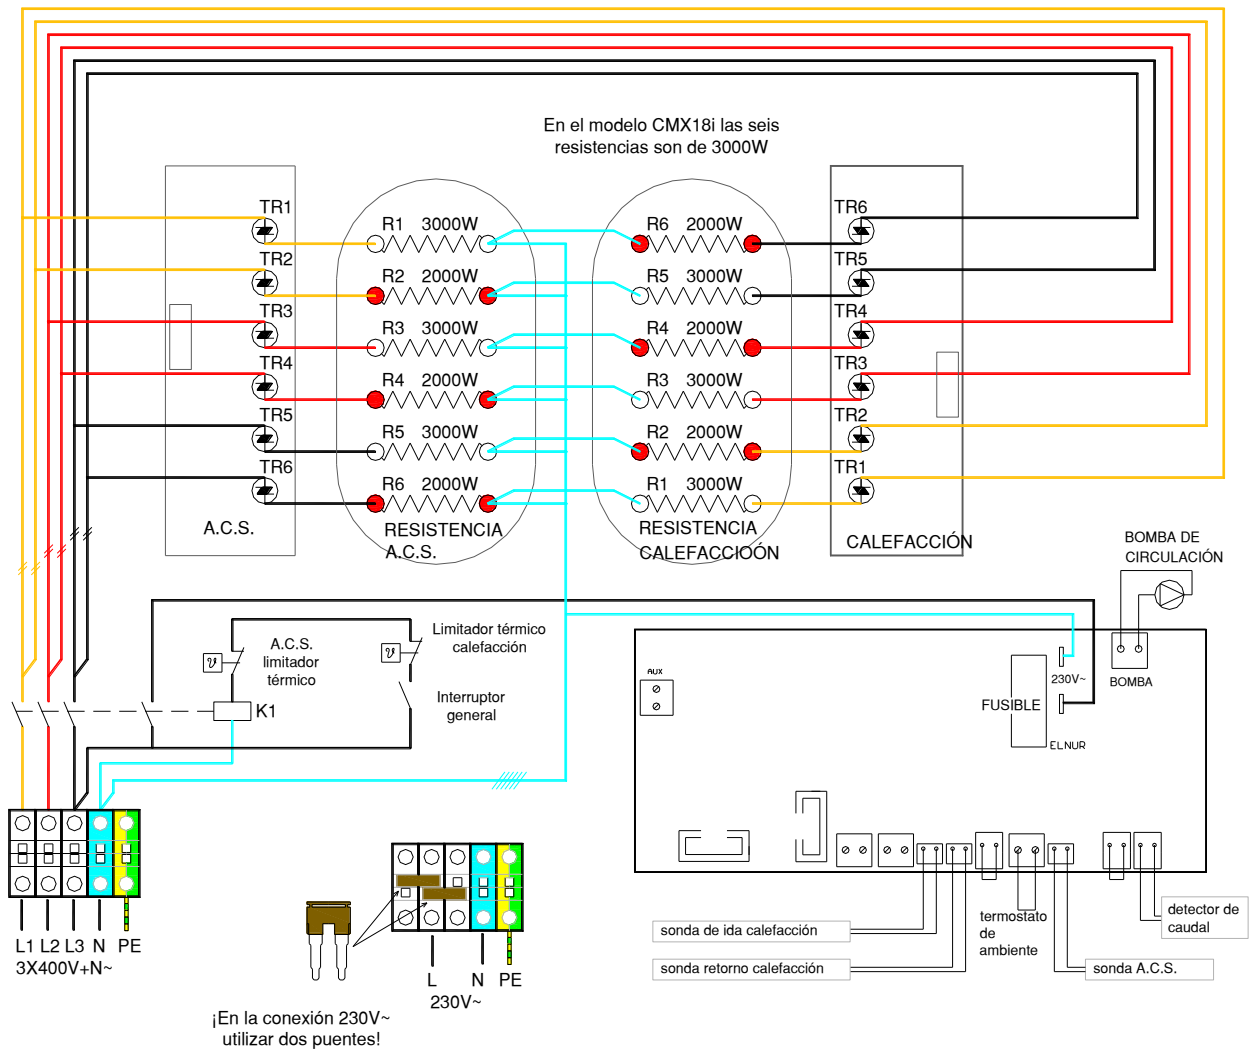 En el modelo CMX18i las seis
resistencias son de 3000W
TR1
TR2
TR3
TR4
TR5
TR6
A.C.S.
R1 3000W
R2 2000W
R3 3000W
R4 2000W
R5 3000W
R6 2000W
RESISTENCIA
A.C.S.
R6 2000W
R5 3000W
R4 2000W
R3 3000W
R2 2000W
R1 3000W
RESISTENCIA
CALEFACCIOÓN
TR6
TR5
TR4
TR3
TR2
TR1
CALEFACCIÓN
BOMBA DE
CIRCULACIÓN
A.C.S.
limitador
térmico
Limitador térmico
calefacción
Interruptor
general
K1
ϑ
ϑ
AUX
230V~
FUSIBLE
ELNUR
BOMBA
L1 L2 L3 N PE
3X400V+N~
L N PE
230V~
¡En la conexión 230V~
utilizar dos puentes!
sonda de ida calefacción
sonda retorno calefacción
termostato
de
ambiente
detector de
caudal
sonda A.C.S.